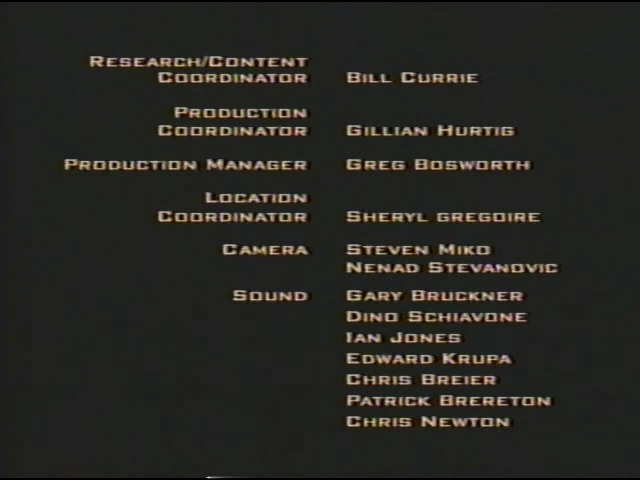 Research/Content
Coordinator Bill Currie
Production
Coordinator Gillian Hurtig
Production Manager Greg Bosworth
Location
Coordinator Sheryl gregoire
Camera Steven Miko
Nenad Stevanovic
Sound Gary Bruckner
Dino Schiavone
Ian Jones
Edward Krupa
Chris Breier
Patrick Brereton
Chris Newton